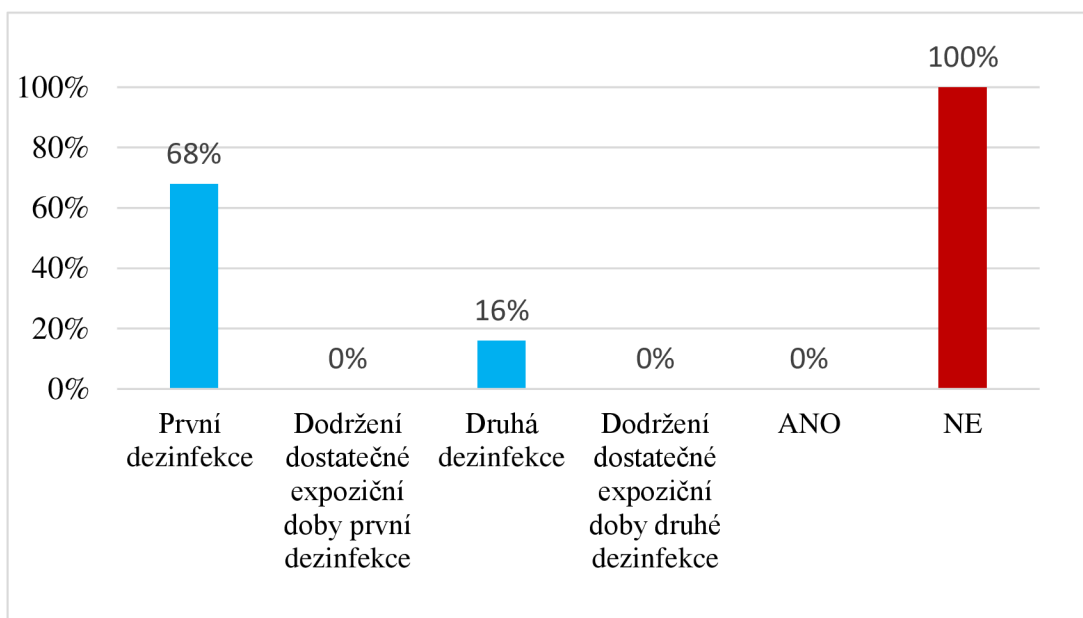 100%
100%
80%
68%
60%
40%
20%
16%
0%
0%
0%
0%
První
dezinfekce
Dodržení
dostatečné
expoziční
doby první
dezinfekce
Druhá
dezinfekce
Dodržení
dostatečné
expoziční
doby druhé
dezinfekce
ANO
NE